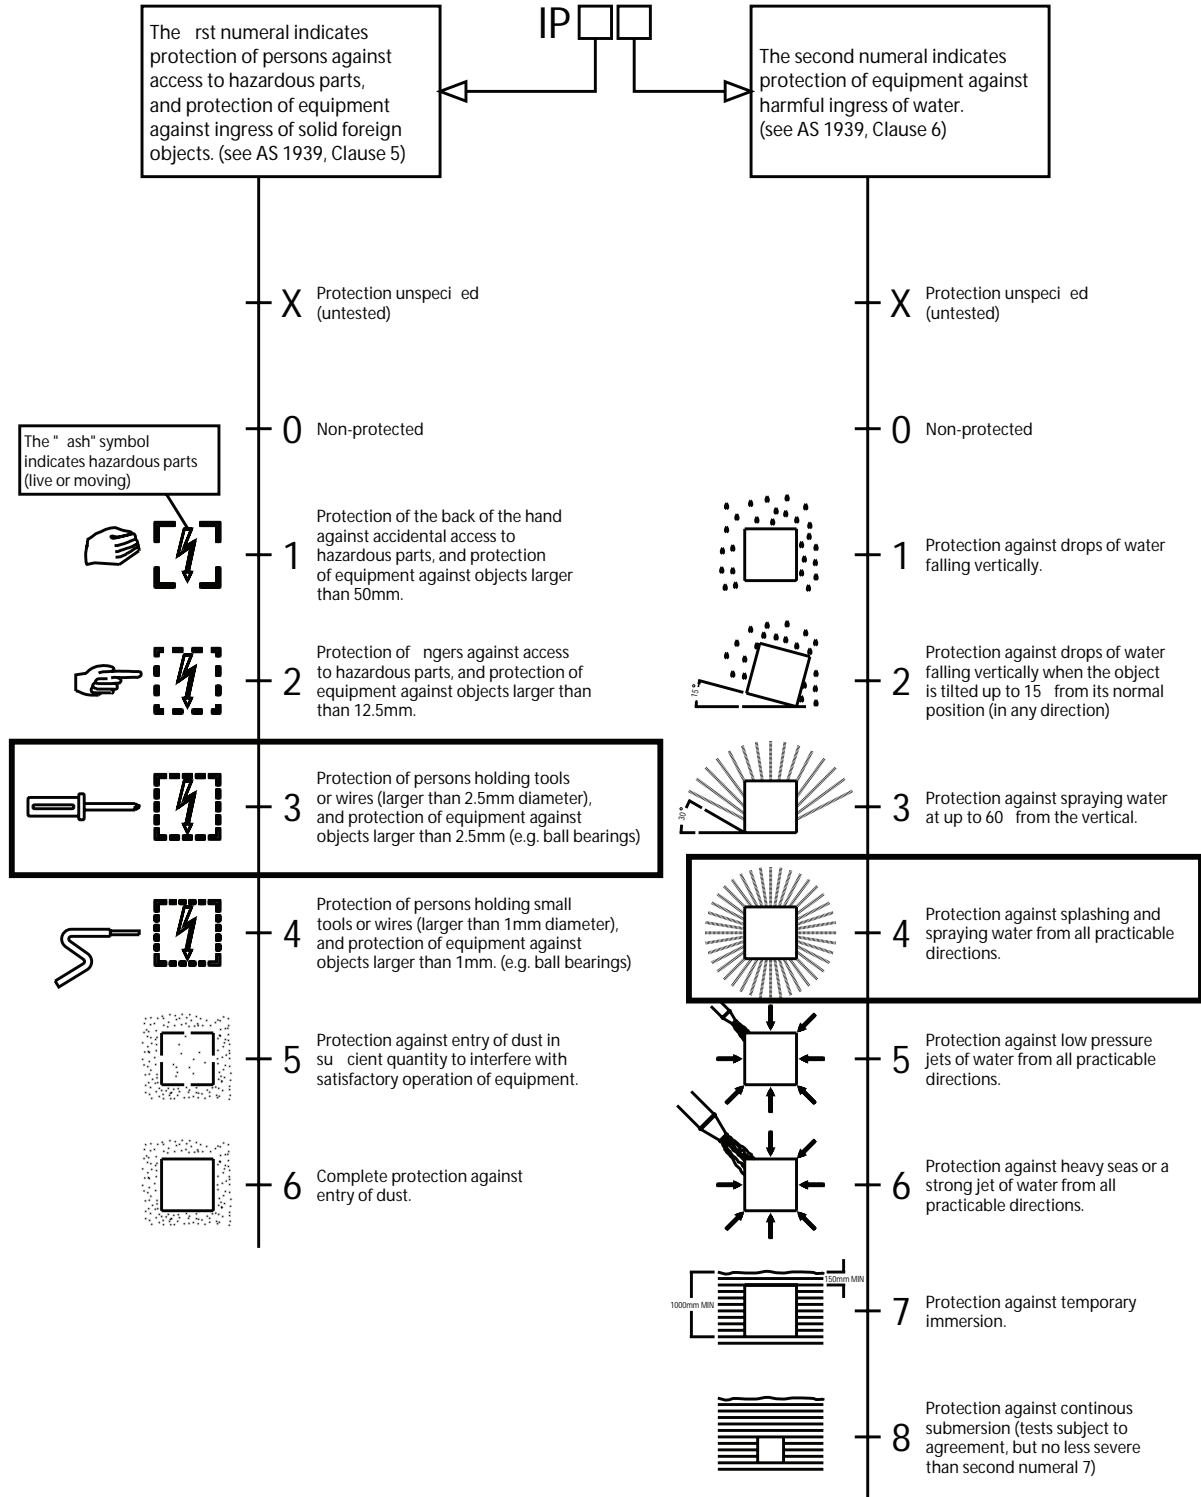 IP
The rst numeral indicates
protection of persons against
access to hazardous parts,
and protection of equipment
against ingress of solid foreign
objects. (see AS 1939, Clause 5)
The second numeral indicates
protection of equipment against
harmful ingress of water.
(see AS 1939, Clause 6)
X
Protection unspeci ed
(untested)
0
Non-protected
The " ash" symbol
indicates hazardous parts
(live or moving)
1
Protection of the back of the hand
against accidental access to
hazardous parts, and protection
of equipment against objects larger
than 50mm.
2
Protection of ngers against access
to hazardous parts, and protection of
equipment against objects larger than
than 12.5mm.
3
Protection of persons holding tools
or wires (larger than 2.5mm diameter),
and protection of equipment against
objects larger than 2.5mm (e.g. ball bearings)
4
Protection of persons holding small
tools or wires (larger than 1mm diameter),
and protection of equipment against
objects larger than 1mm. (e.g. ball bearings)
5
Protection against entry of dust in
su cient quantity to interfere with
satisfactory operation of equipment.
6
Complete protection against
entry of dust.
X
Protection unspeci ed
(untested)
0
Non-protected
1
Protection against drops of water
falling vertically.
15°
2
Protection against drops of water
falling vertically when the object
is tilted up to 15 from its normal
position (in any direction)
30°
3
Protection against spraying water
at up to 60 from the vertical.
4
Protection against splashing and
spraying water from all practicable
directions.
5
Protection against low pressure
jets of water from all practicable
directions.
6
Protection against heavy seas or a
strong jet of water from all
practicable directions.
150mm MIN
1000mm MIN
7
Protection against temporary
immersion.
8
Protection against continous
submersion (tests subject to
agreement, but no less severe
than second numeral 7)